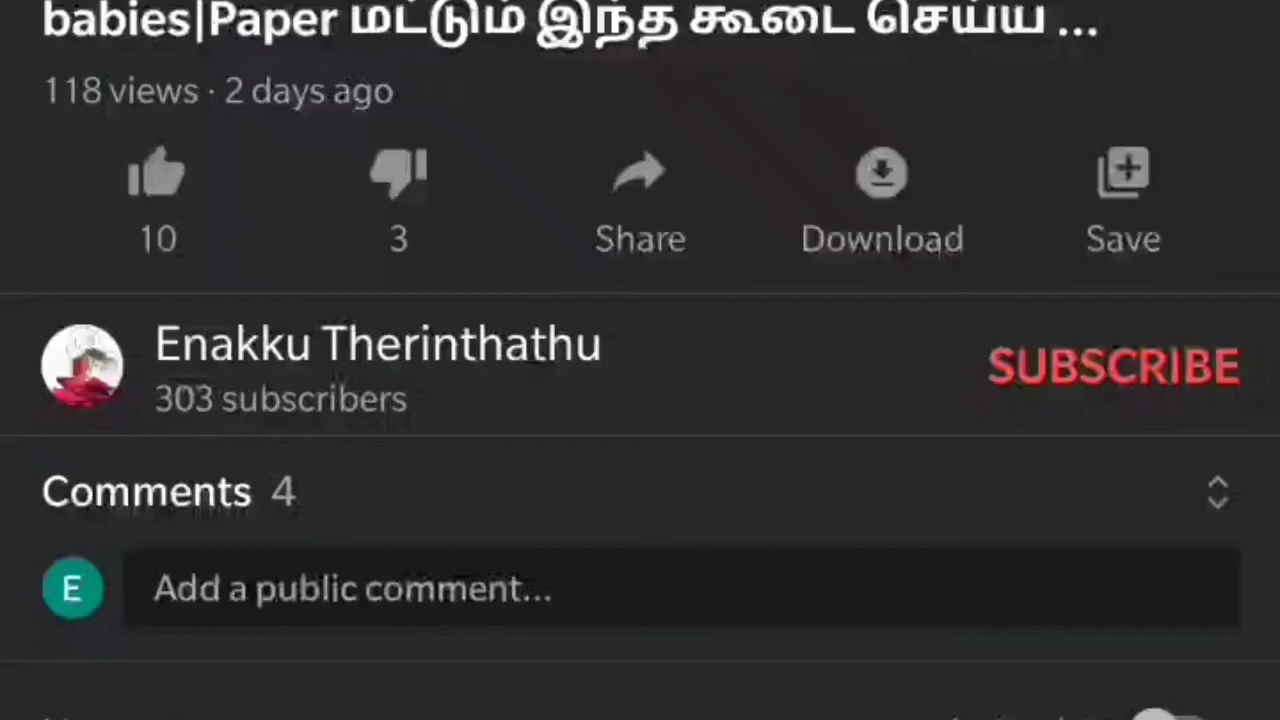 babies|Paper மட்டும் இந்த கூடை செய்ய ...
118 views · 2 days ago
10
3
Share
Download
Save
Enakku Therinthathu
303 subscribers
SUBSCRIBE
Comments 4
E
Add a public comment...